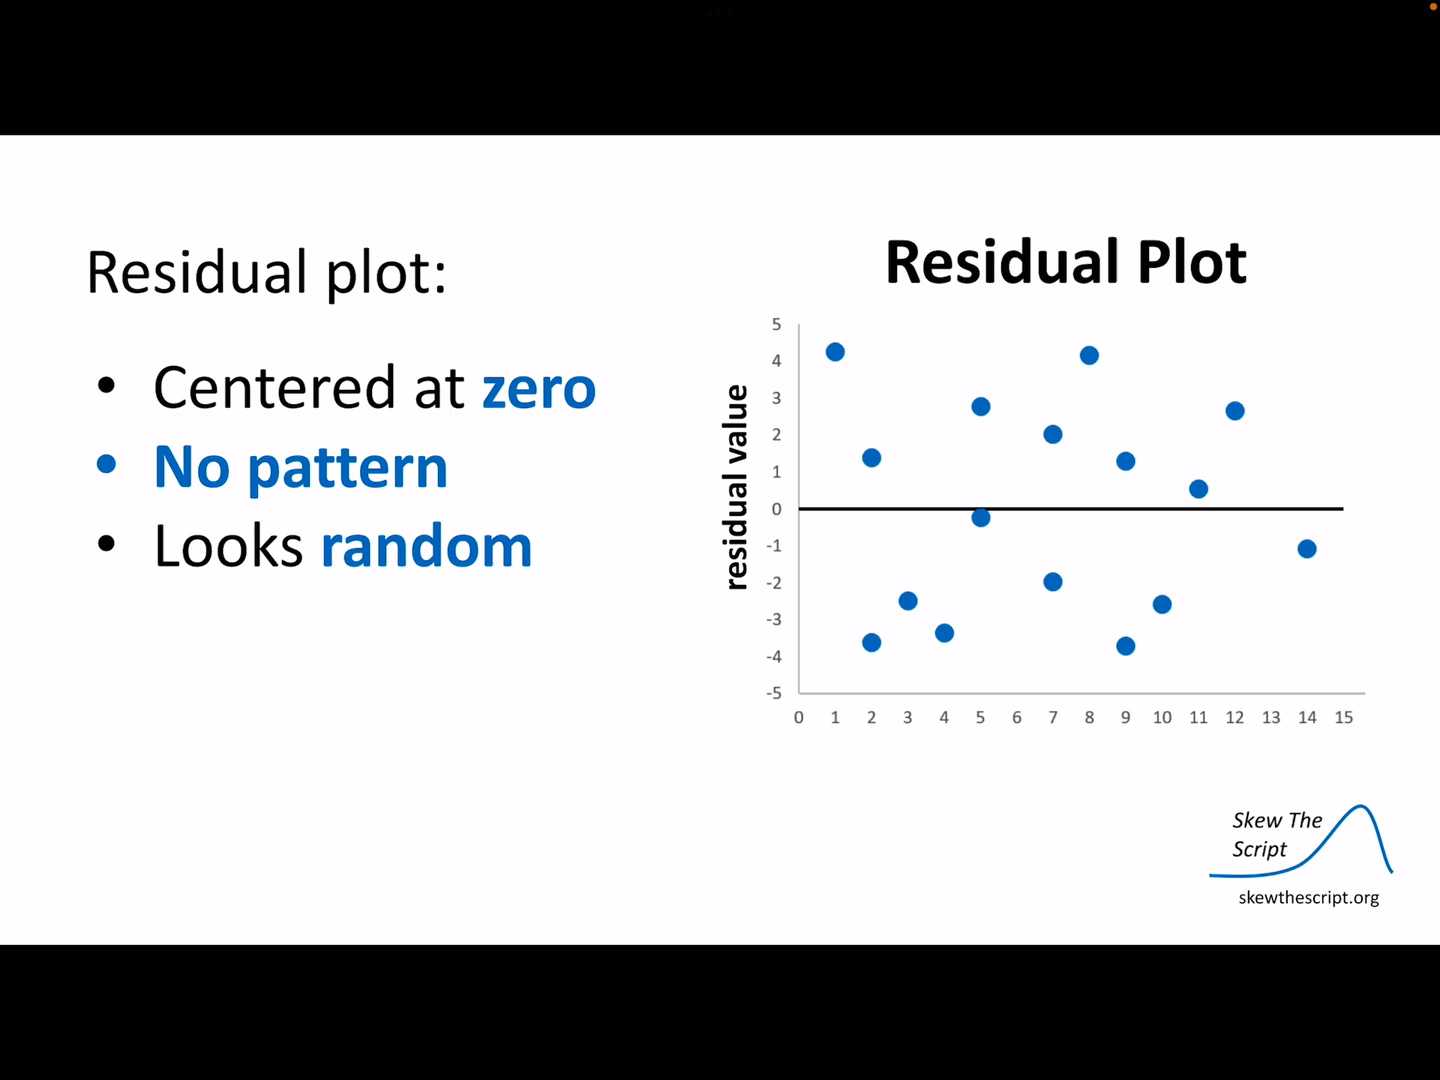 Residual plot:
• Centered at zero
• No pattern
• Looks random
Residual Plot
residual value
5
4
3
2
1
0
-1
-2
-3
-4
-5
0 1 2 3 4 5 6 7 8 9 10 11 12 13 14 15
Skew The
Script
skewthescript.org